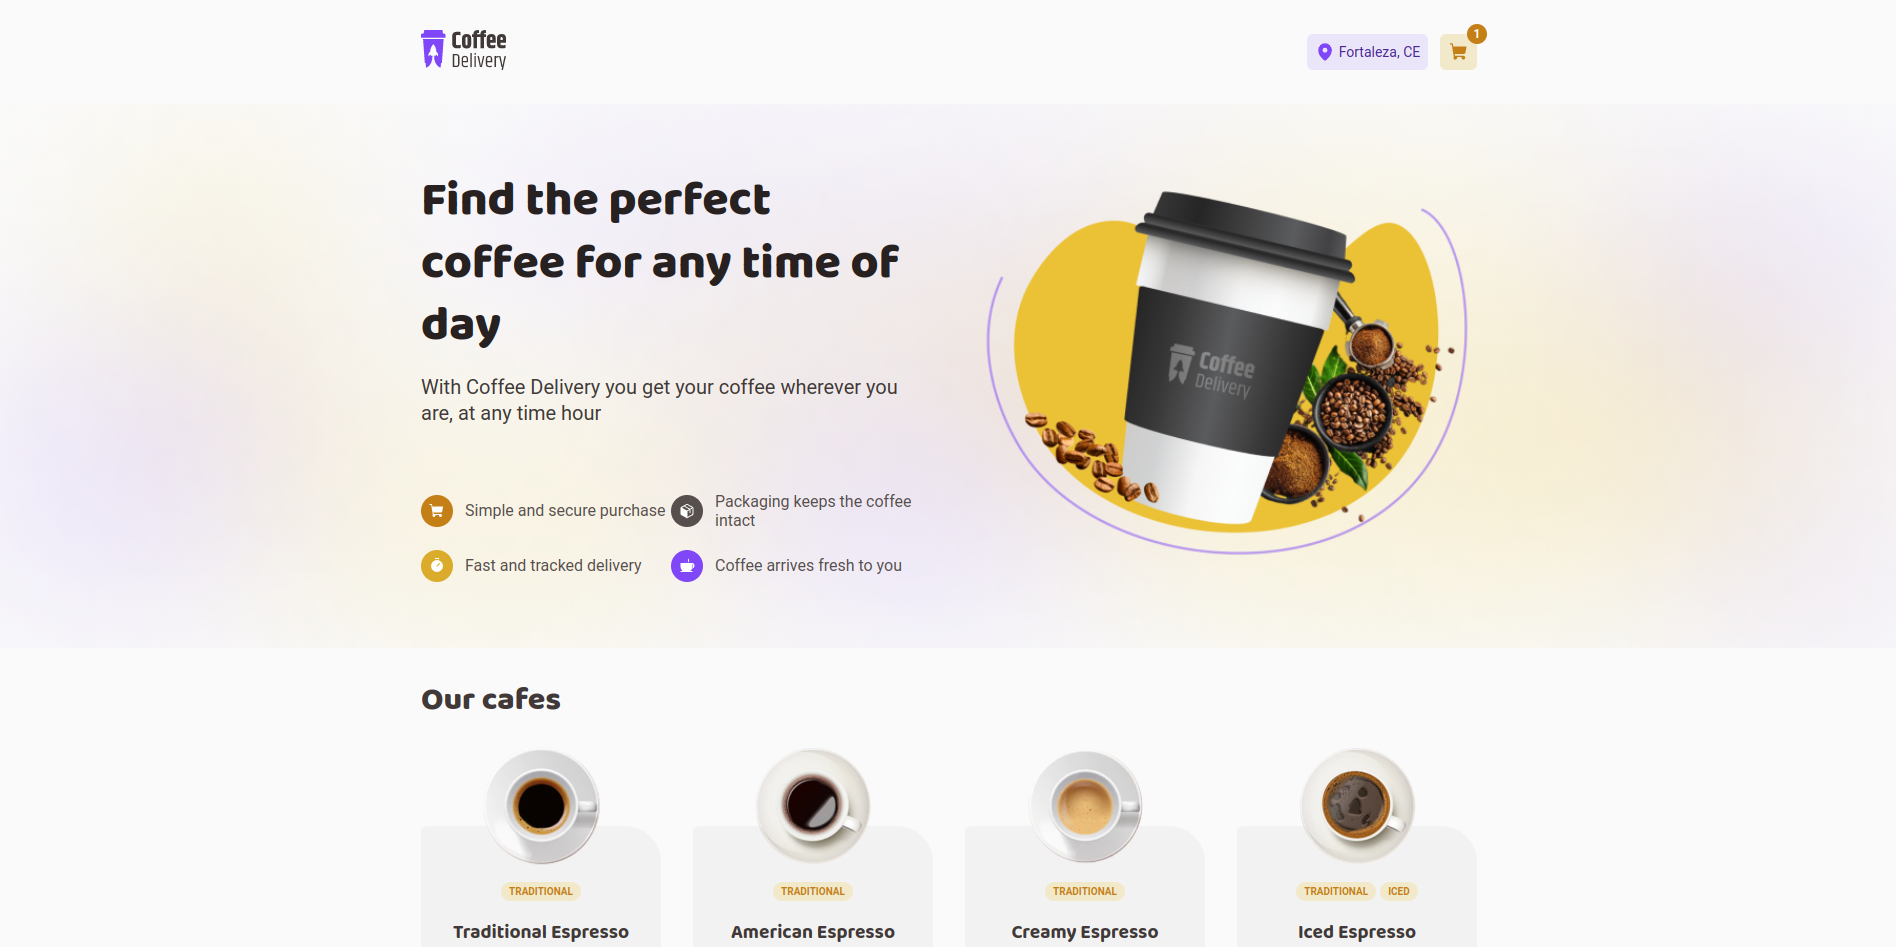 Coffee
Delivery
Fortaleza, CE
1
Find the perfect
coffee for any time of
day
With Coffee Delivery you get your coffee wherever you
are, at any time hour
Coffee
Delivery
Simple and secure purchase
Packaging keeps the coffee
intact
Fast and tracked delivery
Coffee arrives fresh to you
Our cafes
TRADITIONAL
Traditional Espresso
TRADITIONAL
American Espresso
TRADITIONAL
Creamy Espresso
TRADITIONAL ICED
Iced Espresso